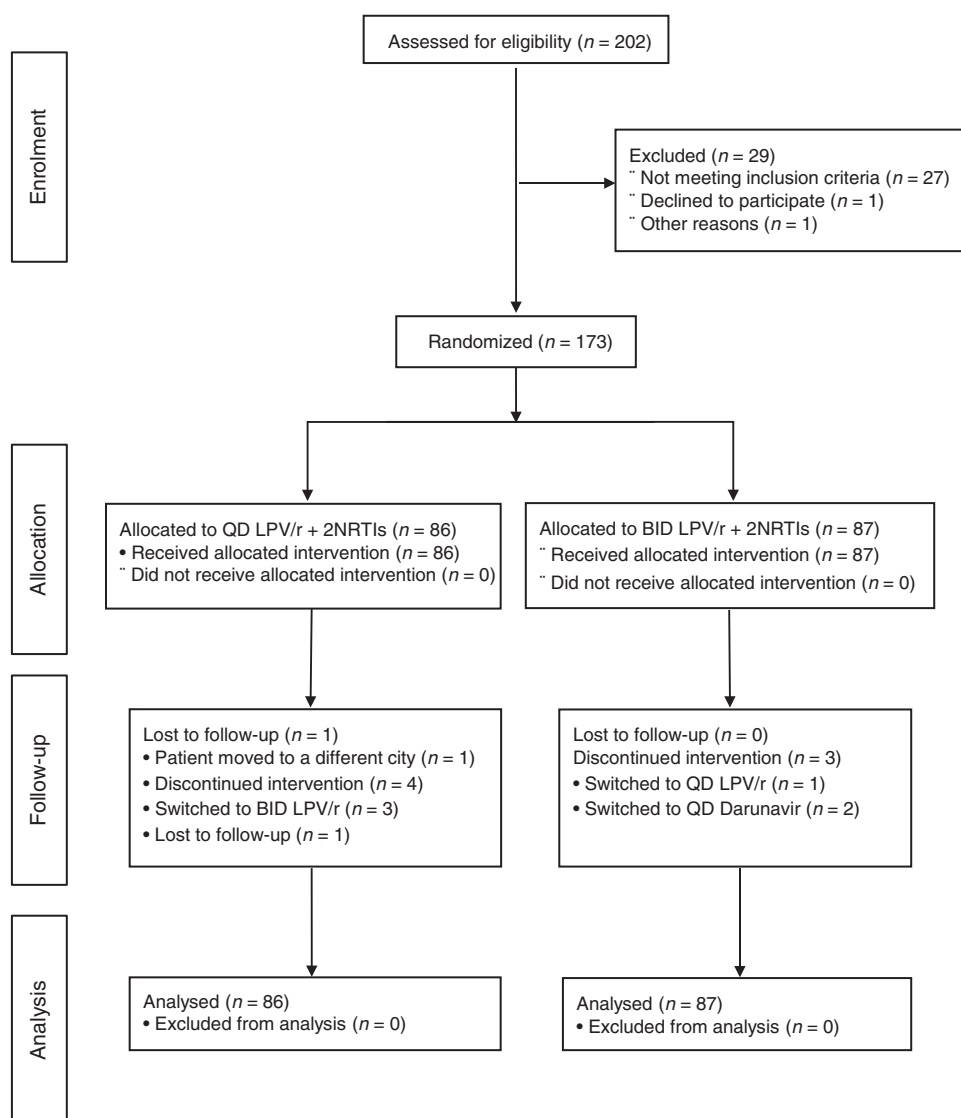 Enrolment
Assessed for eligibility (n = 202)
Excluded (n = 29)
¨ Not meeting inclusion criteria (n = 27)
¨ Declined to participate (n = 1)
¨ Other reasons (n = 1)
Randomized (n = 173)
Allocation
Allocated to QD LPV/r + 2NRTIs (n = 86)
• Received allocated intervention (n = 86)
¨ Did not receive allocated intervention (n = 0)
Allocated to BID LPV/r + 2NRTIs (n = 87)
¨ Received allocated intervention (n = 87)
¨ Did not receive allocated intervention (n = 0)
Follow-up
Lost to follow-up (n = 1)
• Patient moved to a different city (n = 1)
• Discontinued intervention (n = 4)
• Switched to BID LPV/r (n = 3)
• Lost to follow-up (n = 1)
Lost to follow-up (n = 0)
Discontinued intervention (n = 3)
• Switched to QD LPV/r (n = 1)
• Switched to QD Darunavir (n = 2)
Analysis
Analysed (n = 86)
• Excluded from analysis (n = 0)
Analysed (n = 87)
• Excluded from analysis (n = 0)